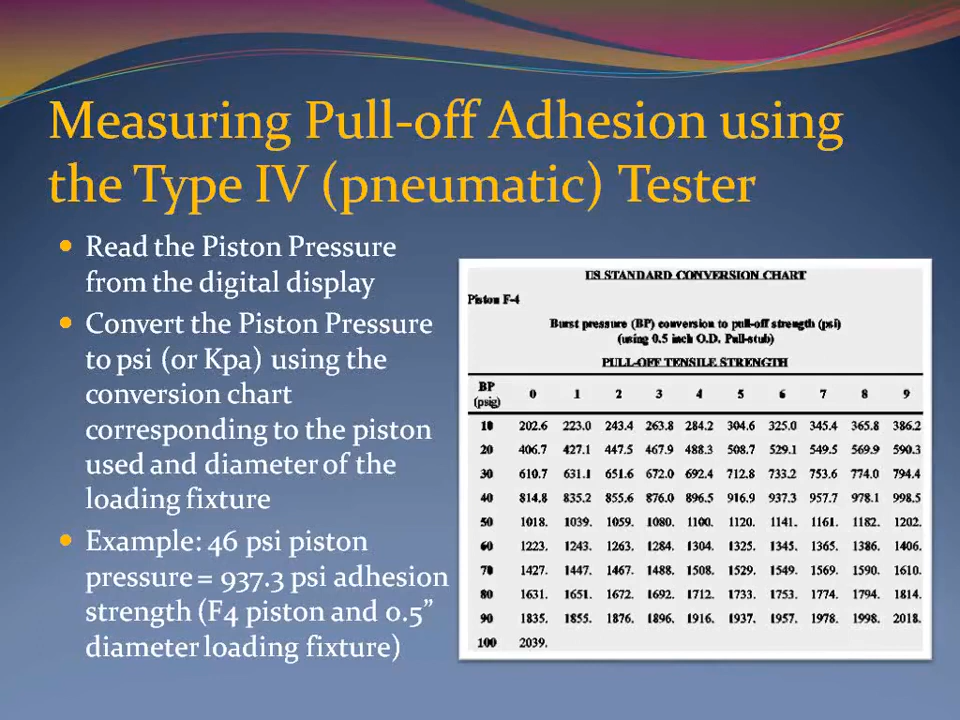 Measuring Pull-off Adhesion using
the Type IV (pneumatic) Tester
Read the Piston Pressure
from the digital display
Convert the Piston Pressure
to psi (or Kpa) using the
conversion chart
corresponding to the piston
used and diameter of the
loading fixture
Example: 46 psi piston
pressure = 937.3 psi adhesion
strength (F4 piston and 0.5” 
diameter loading fixture)
US STANDARD CONVERSION CHART
Piston F-4
Burst pressure (BP) conversion to pull-off strength (psi)
(using 0.5 inch O.D. Pull-stub)
PULL-OFF TENSILE STRENGTH
BP (psig) 0 1 2 3 4 5 6 7 8 9
10 202.6 223.0 243.4 263.8 284.2 304.6 325.0 345.4 365.8 386.2
20 406.7 427.1 447.5 467.9 488.3 508.7 529.1 549.5 569.9 590.3
30 610.7 631.1 651.6 672.0 692.4 712.8 733.2 753.6 774.0 794.4
40 814.8 835.2 855.6 876.0 896.5 916.9 937.3 957.7 978.1 998.5
50 1018. 1039. 1059. 1080. 1100. 1120. 1141. 1161. 1182. 1202.
60 1223. 1243. 1263. 1284. 1304. 1325. 1345. 1365. 1386. 1406.
70 1427. 1447. 1467. 1488. 1508. 1529. 1549. 1569. 1590. 1610.
80 1631. 1651. 1672. 1692. 1712. 1733. 1753. 1774. 1794. 1814.
90 1835. 1855. 1876. 1896. 1916. 1937. 1957. 1978. 1998. 2018.
100 2039.